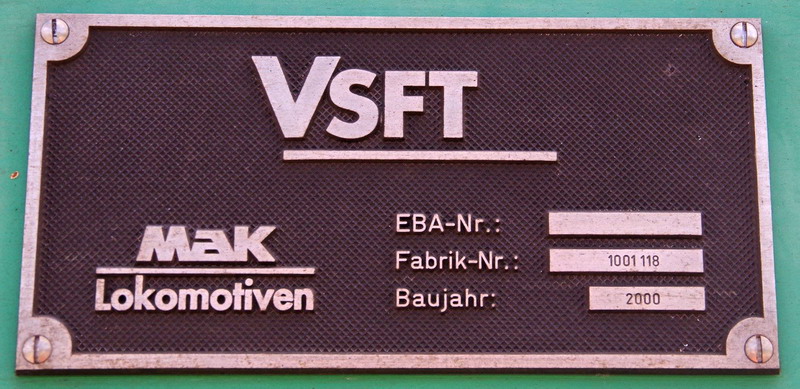 VSFT
MaK
Lokomotiven
EBA-Nr.:
Fabrik-Nr.: 1001 118
Baujahr: 2000